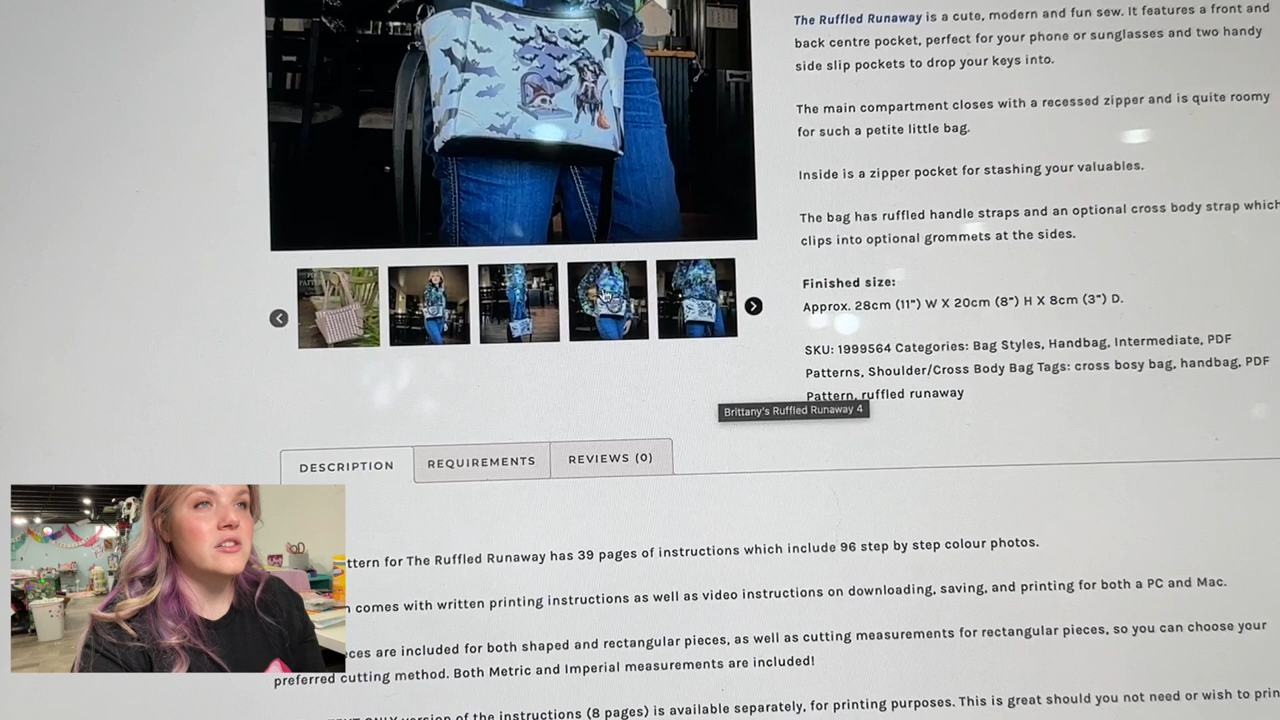 The Ruffled Runaway is a cute, modern and fun sew. It features a front and
back centre pocket, perfect for your phone or sunglasses and two handy
side slip pockets to drop your keys into.
The main compartment closes with a recessed zipper and is quite roomy
for such a petite little bag.
Inside is a zipper pocket for stashing your valuables.
The bag has ruffled handle straps and an optional cross body strap which
clips into optional grommets at the sides.
Finished size:
Approx. 28cm (11”) W X 20cm (8”) H X 8cm (3”) D.
SKU: 1999564 Categories: Bag Styles, Handbag, Intermediate, PDF
Patterns, Shoulder/Cross Body Bag Tags: cross bosy bag, handbag, PDF
Pattern, ruffled runaway
Brittany's Ruffled Runaway 4
DESCRIPTION
REQUIREMENTS
REVIEWS (0)
ttern for The Ruffled Runaway has 39 pages of instructions which include 96 step by step colour photos.
comes with written printing instructions as well as video instructions on downloading, saving, and printing for both a PC and Mac.
ces are included for both shaped and rectangular pieces, as well as cutting measurements for rectangular pieces, so you can choose your
preferred cutting method. Both Metric and Imperial measurements are included!
version of the instructions (8 pages) is available separately, for printing purposes. This is great should you not need or wish to prin